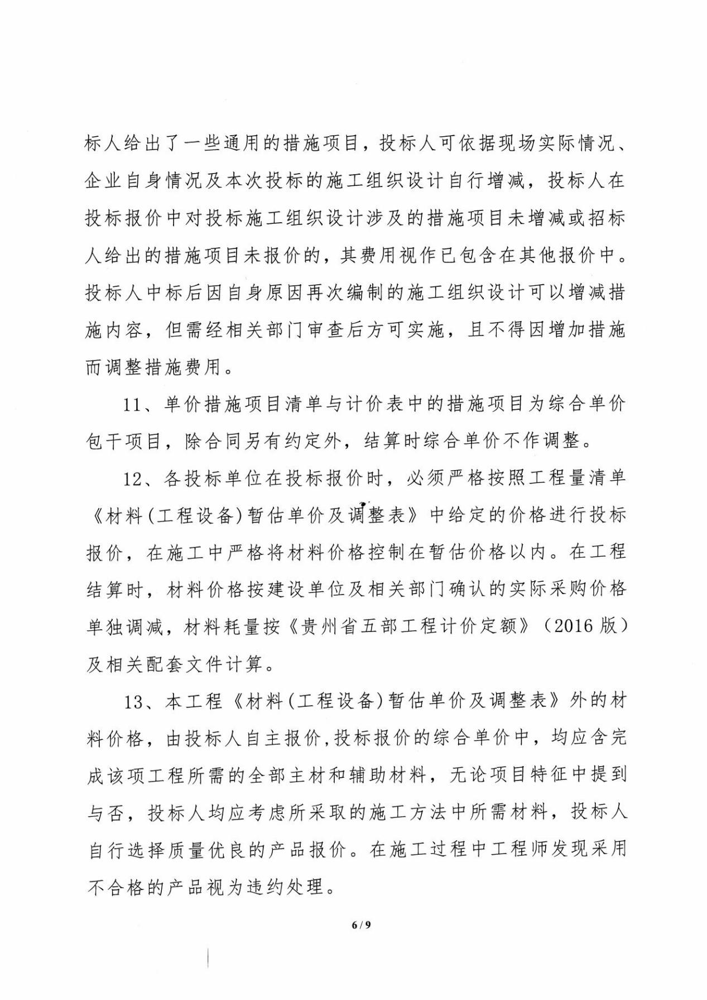 标人给出了一些通用的措施项目，投标人可依据现场实际情况、
企业自身情况及本次投标的施工组织设计自行增减，投标人在
投标报价中对投标施工组织设计涉及的措施项目未增减或招标
人给出的措施项目未报价的，其费用视作已包含在其他报价中。
投标人中标后因自身原因再次编制的施工组织设计可以增减措
施内容，但需经相关部门审查后方可实施，且不得因增加措施
而调整措施费用。
11、单价措施项目清单与计价表中的措施项目为综合单价
包干项目，除合同另有约定外，结算时综合单价不作调整。
12、各投标单位在投标报价时，必须严格按照工程量清单
《材料(工程设备)暂估单价及调整表》中给定的价格进行投标
报价，在施工中严格将材料价格控制在暂估价格以内。在工程
结算时，材料价格按建设单位及相关部门确认的实际采购价格
单独调减，材料耗量按《贵州省五部工程计价定额》（2016 版）
及相关配套文件计算。
13、本工程《材料(工程设备)暂估单价及调整表》外的材
料价格，由投标人自主报价,投标报价的综合单价中，均应含完
成该项工程所需的全部主材和辅助材料，无论项目特征中提到
与否，投标人均应考虑所采取的施工方法中所需材料，投标人
自行选择质量优良的产品报价。在施工过程中工程师发现采用
不合格的产品视为违约处理。
6 / 9